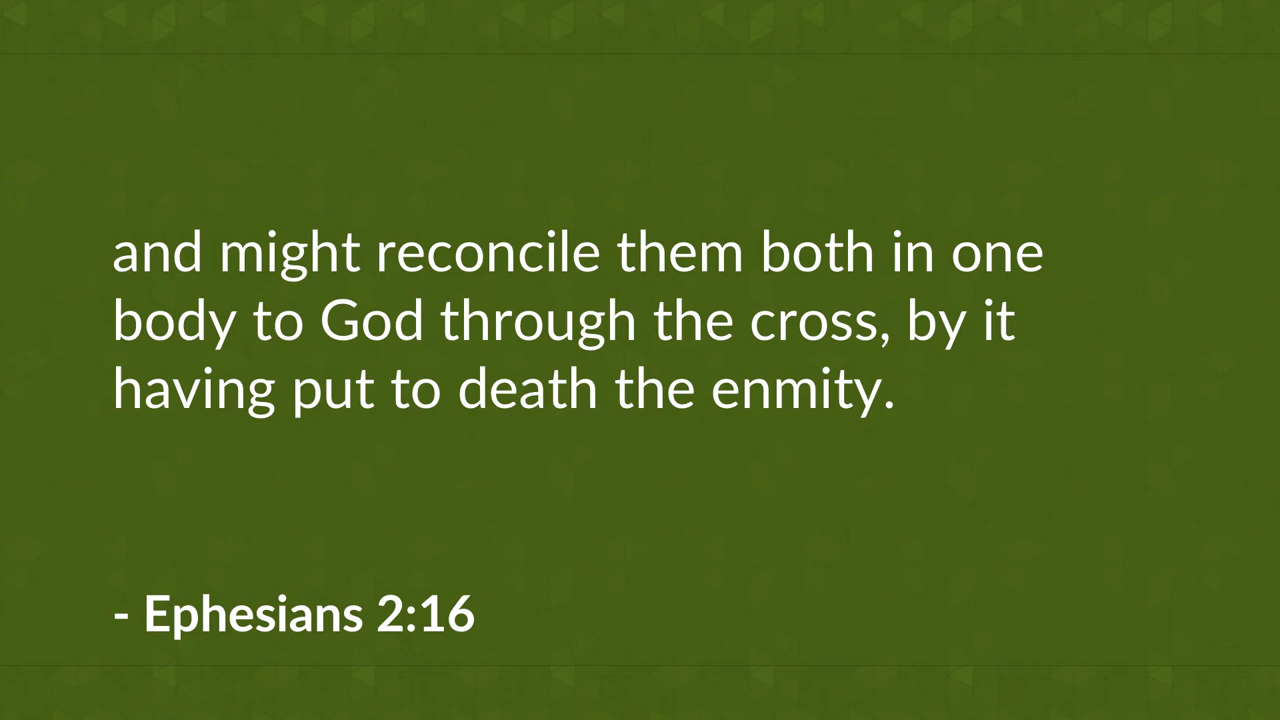 and might reconcile them both in one
body to God through the cross, by it
having put to death the enmity.
- Ephesians 2:16